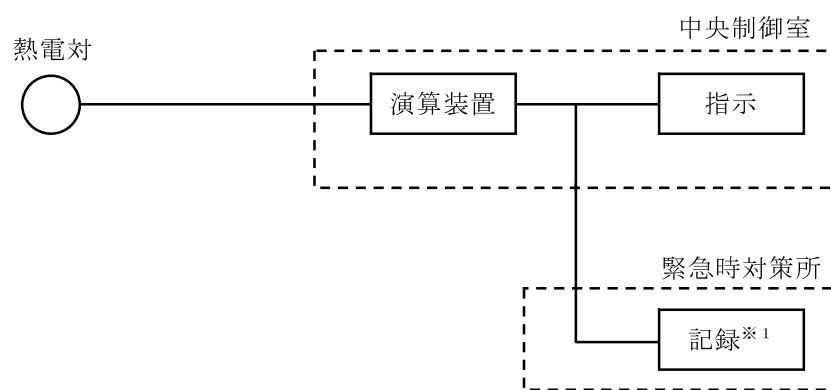 中央制御室
熱電対
演算装置
指示
緊急時対策所
記録※1